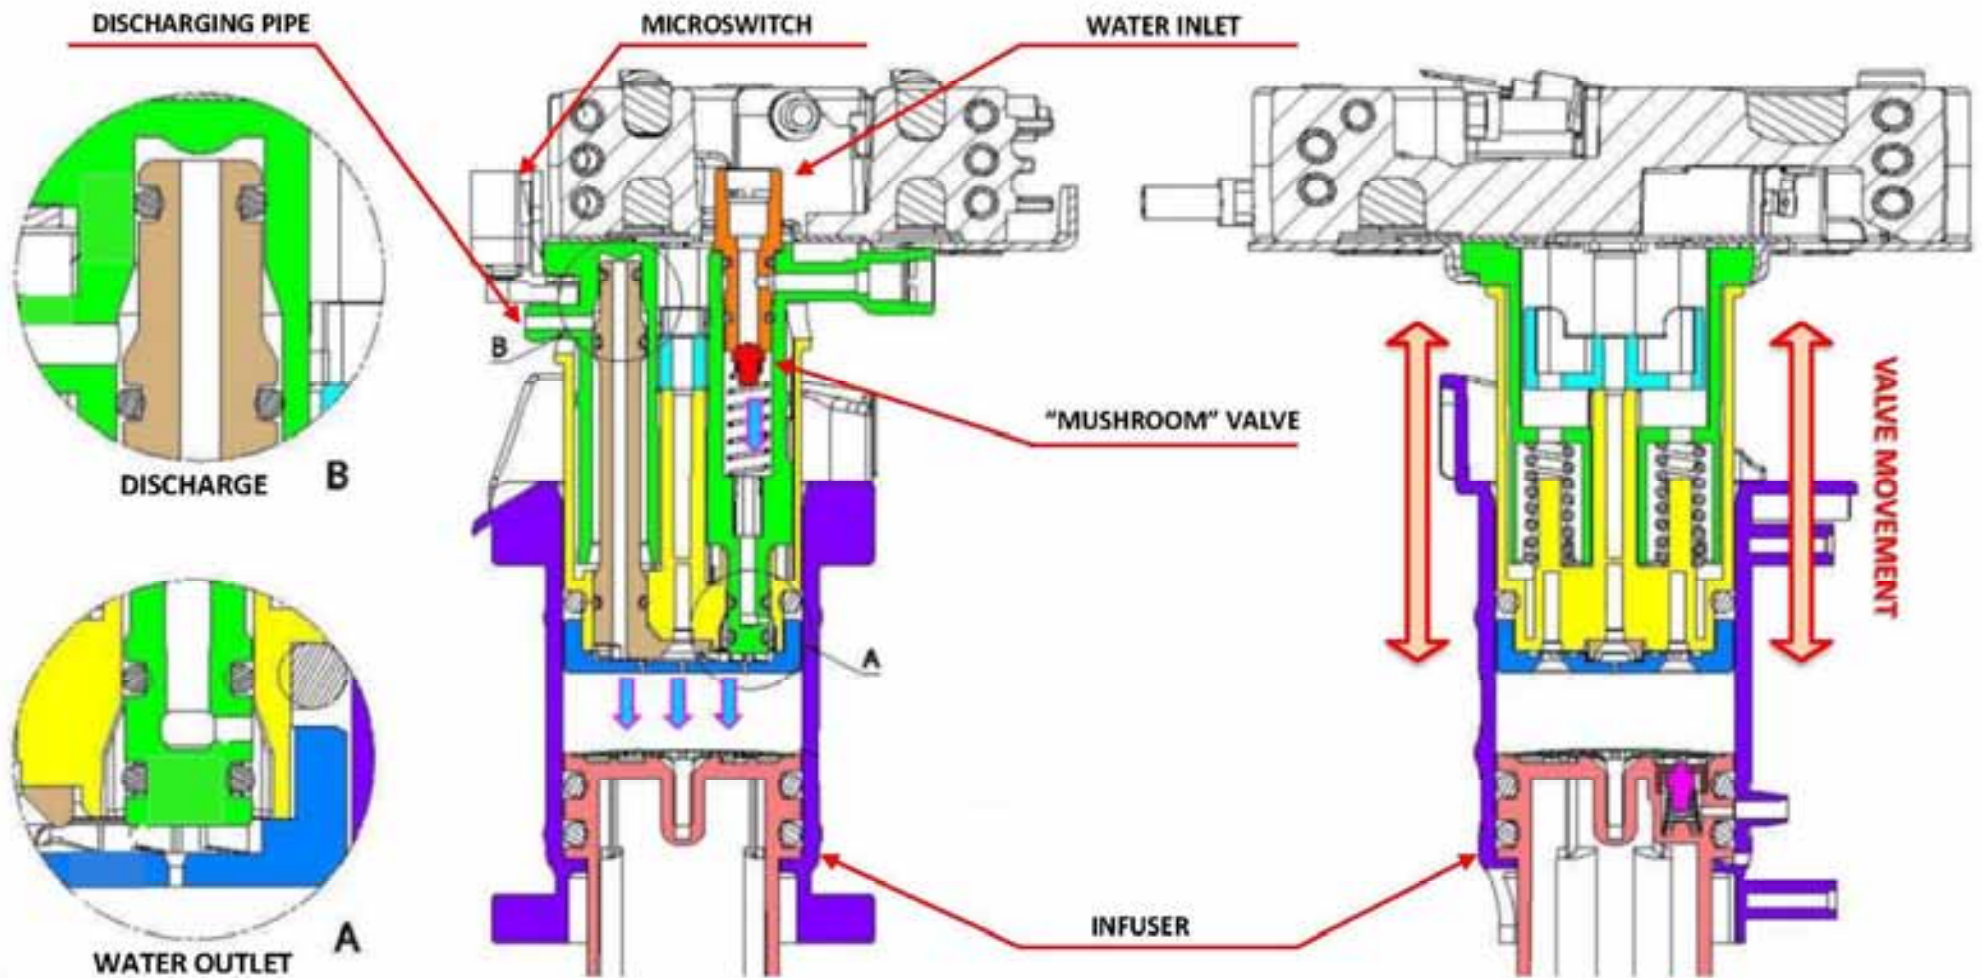 DISCHARGING PIPE
MICROSWITCH
WATER INLET
B
"MUSHROOM" VALVE
VALVE MOVEMENT
DISCHARGE
B
A
INFUSER
A
WATER OUTLET